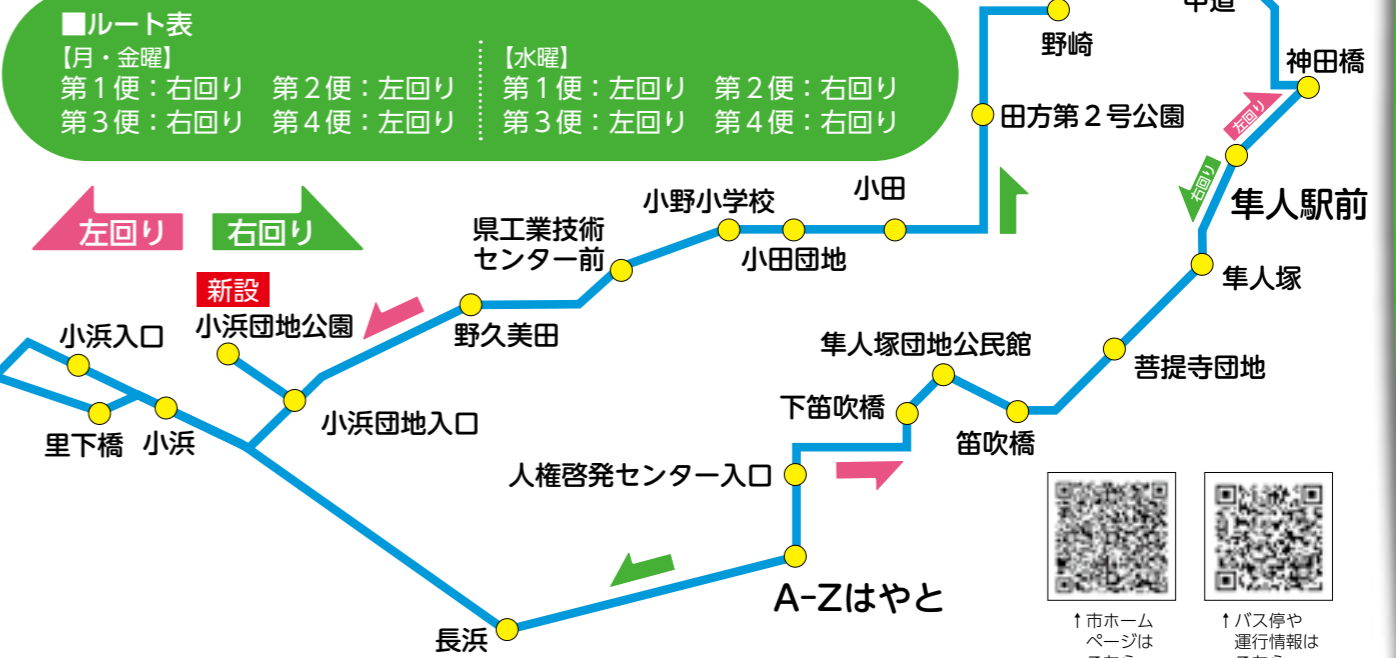 ■ルート表
【月・金曜】
第１便：右回り　第２便：左回り
第３便：右回り　第４便：左回り
【水曜】
第１便：左回り　第２便：右回り
第３便：左回り　第４便：右回り
野崎
神田橋
田方第２号公園
左回り
右回り
隼人駅前
隼人塚
菩提寺団地
左回り
右回り
小田
小野小学校
小田団地
県工業技術
センター前
野久美田
新設
小浜団地公園
小浜入口
小浜団地入口
里下橋
小浜
隼人塚団地公民館
下笛吹橋
笛吹橋
人権啓発センター入口
A-Zはやと
長浜
↑市ホーム
ページは
↑バス停や
運行情報は